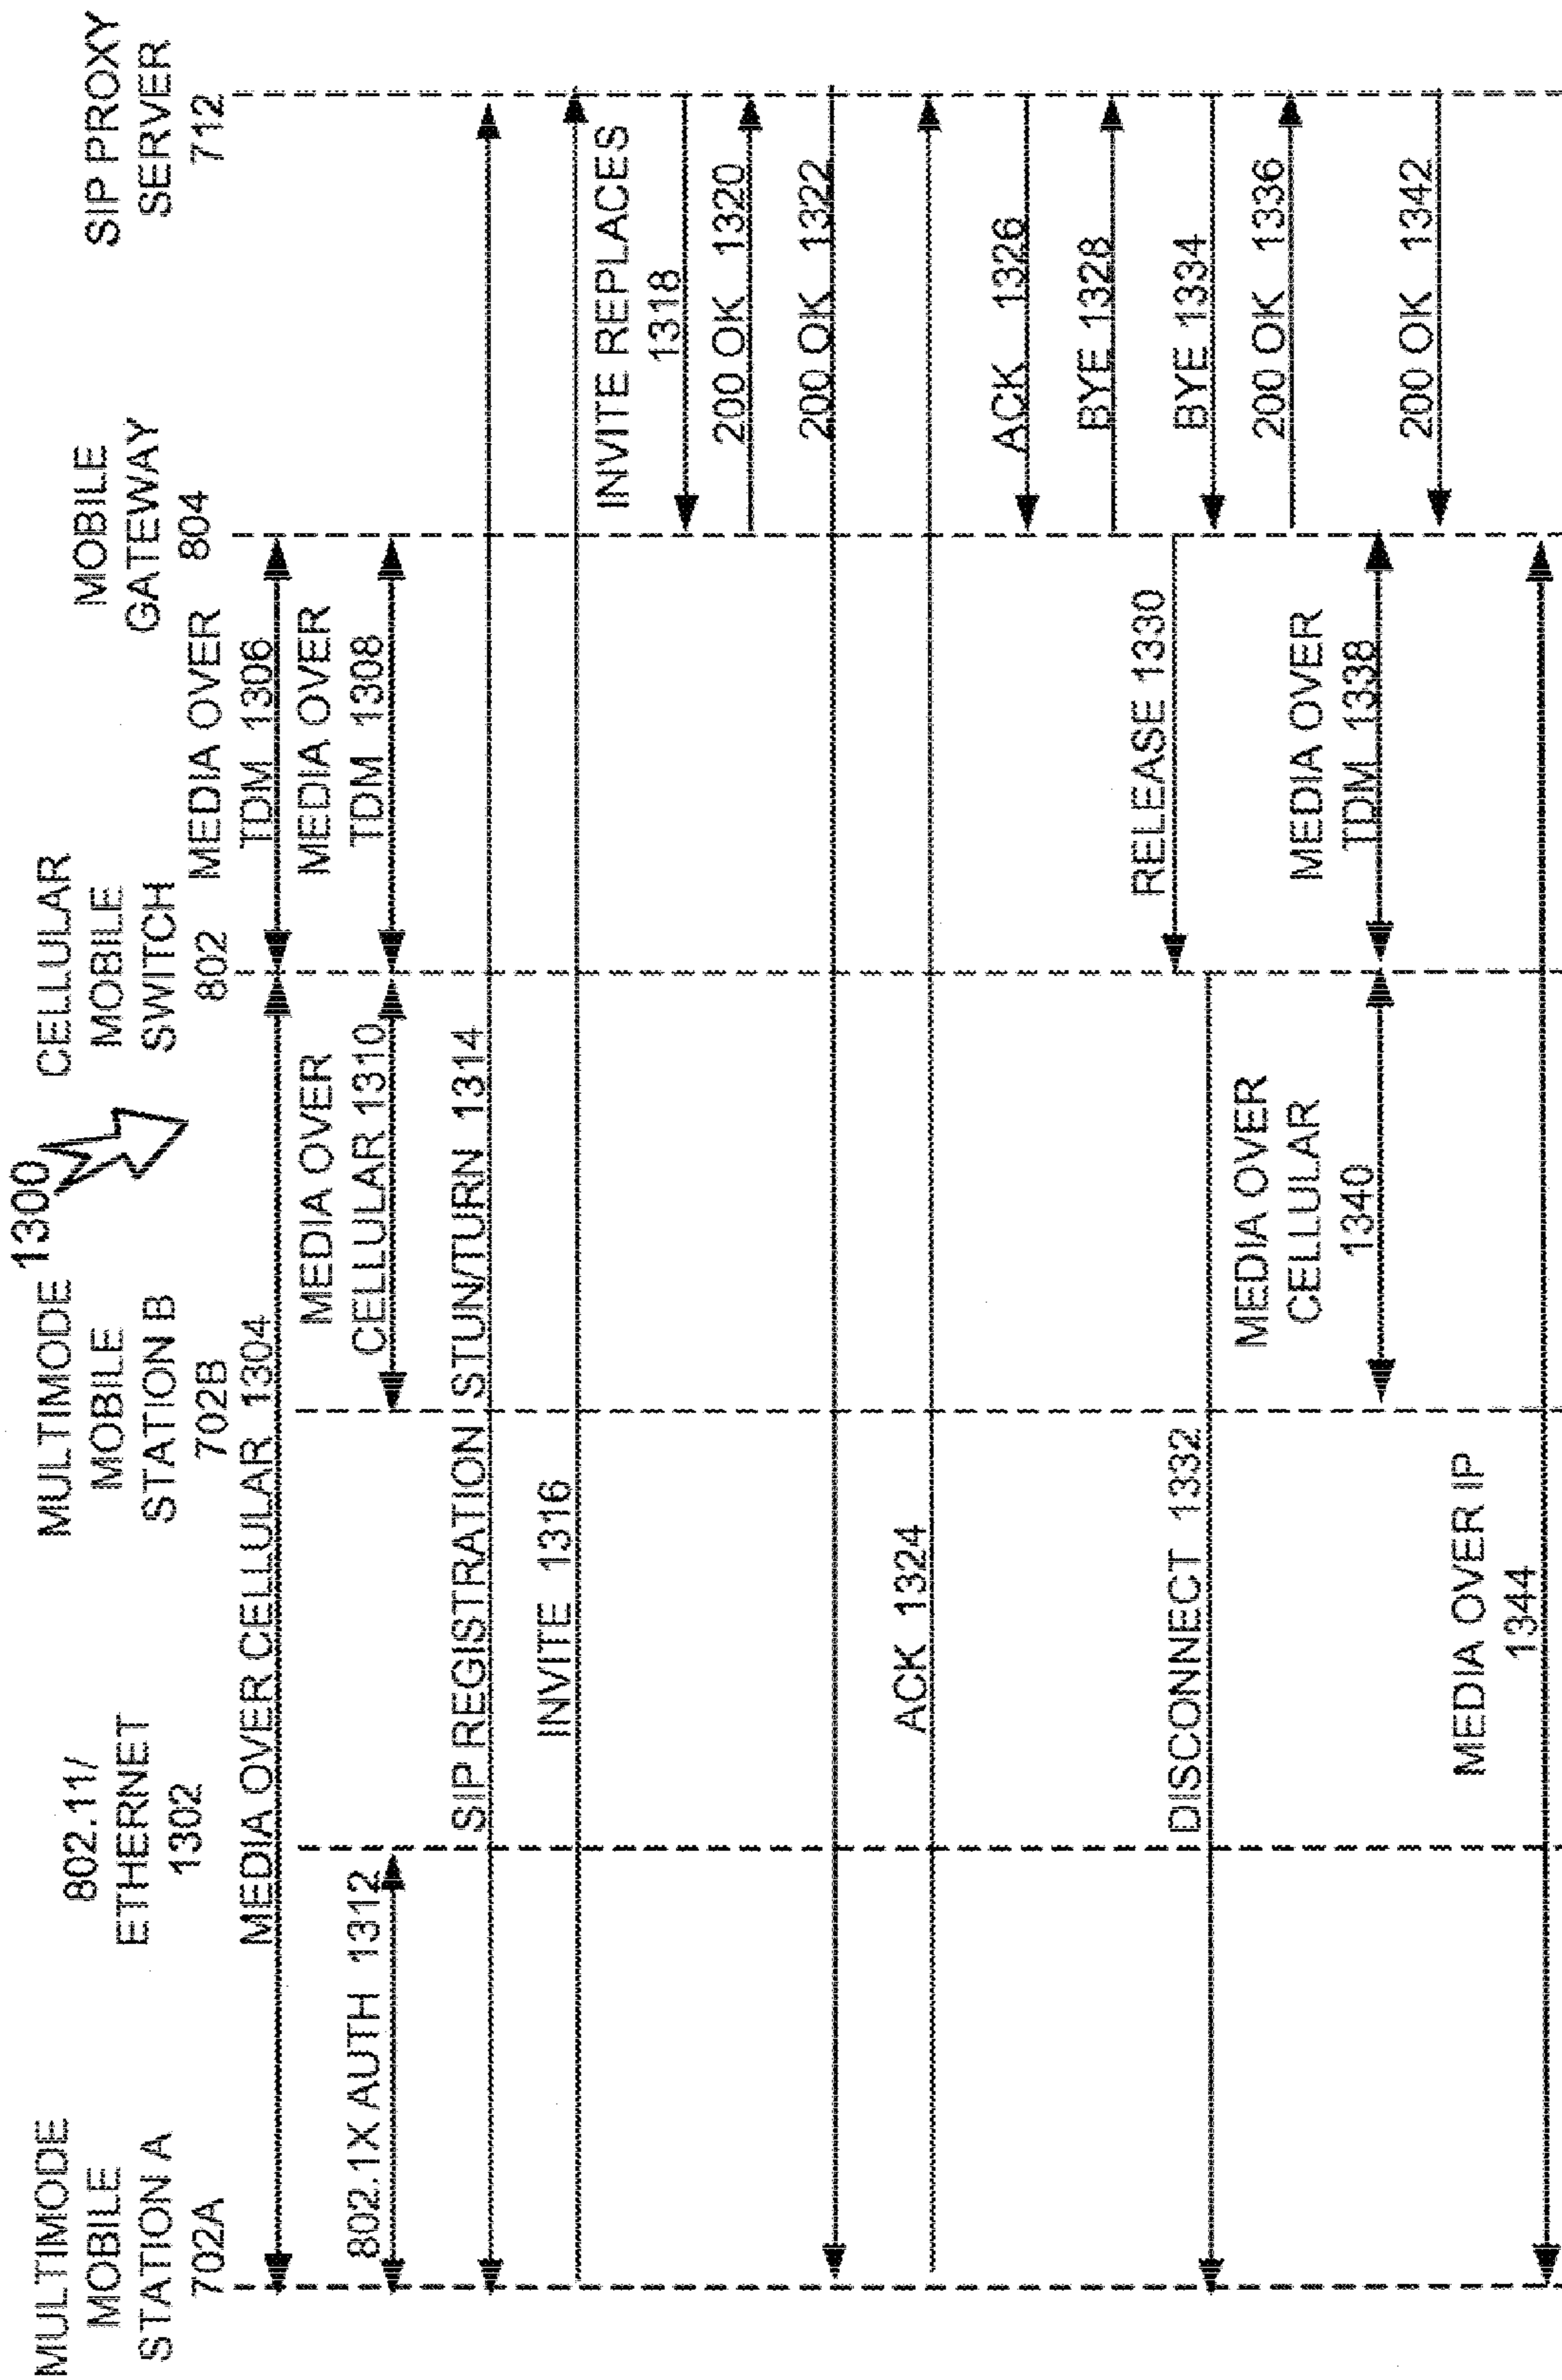 1300
MULTIMODE
MOBILE
STATION A
702A
802.11/
ETHERNET
1302
MULTIMODE
MOBILE
STATION B
702B
CELLULAR
MOBILE
SWITCH
802
MOBILE
GATEWAY
804
SIP PROXY
SERVER
712
MEDIA OVER CELLULAR 1304
MEDIA OVER
TDM 1306
802.1X AUTH 1312
MEDIA OVER
CELLULAR 1310
MEDIA OVER
TDM 1308
SIP REGISTRATION STUN/TURN 1314
INVITE 1316
INVITE REPLACES
1318
200 OK 1320
200 OK 1322
ACK 1324
ACK 1326
BYE 1328
RELEASE 1330
DISCONNECT 1332
BYE 1334
200 OK 1336
MEDIA OVER
CELLULAR
1340
MEDIA OVER
TDM 1338
200 OK 1342
MEDIA OVER IP
1344